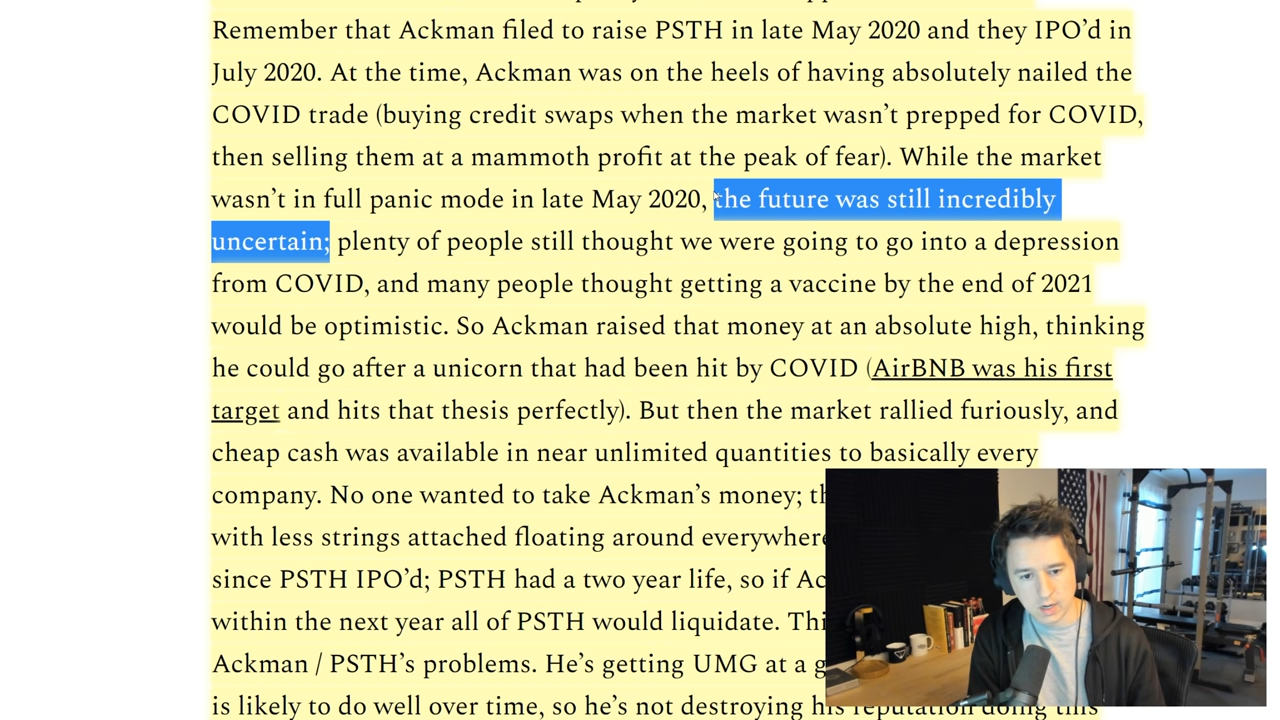 Remember that Ackman filed to raise PSTH in late May 2020 and they IPO’d in
July 2020. At the time, Ackman was on the heels of having absolutely nailed the
COVID trade (buying credit swaps when the market wasn’t prepped for COVID,
then selling them at a mammoth profit at the peak of fear). While the market
wasn’t in full panic mode in late May 2020, the future was still incredibly
uncertain; plenty of people still thought we were going to go into a depression
from COVID, and many people thought getting a vaccine by the end of 2021
would be optimistic. So Ackman raised that money at an absolute high, thinking
he could go after a unicorn that had been hit by COVID (AirBNB was his first
target and hits that thesis perfectly). But then the market rallied furiously, and
cheap cash was available in near unlimited quantities to basically every
company. No one wanted to take Ackman’s money;
with less strings attached floating around everywhere
since PSTH IPO’d; PSTH had a two year life, so if
within the next year all of PSTH would liquidate.
Ackman / PSTH’s problems. He’s getting UMG at a
is likely to do well over time, so he’s not destroying his reputation doing this